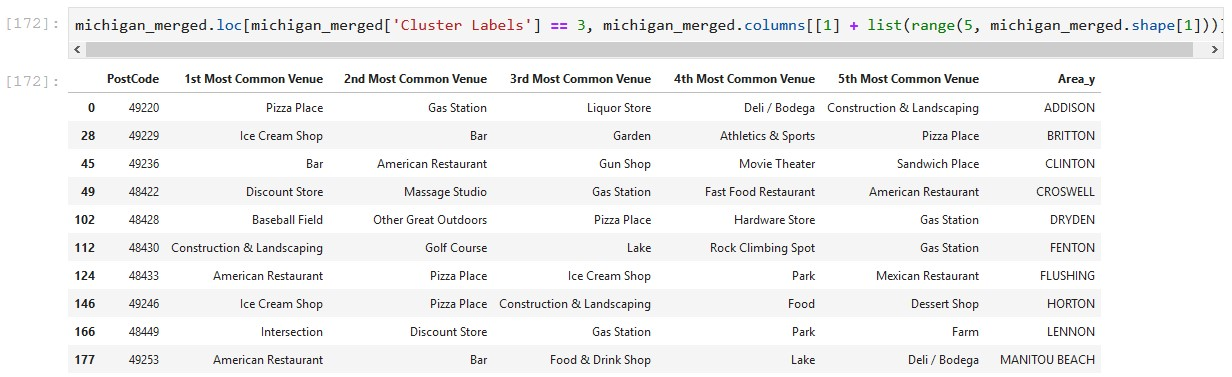 [172]: michigan_merged.loc[michigan_merged['Cluster Labels'] == 3, michigan_merged.columns[[1] + list(range(5, michigan_merged.shape[1]))]
[172]:
PostCode 1st Most Common Venue 2nd Most Common Venue 3rd Most Common Venue 4th Most Common Venue 5th Most Common Venue Area_y
0 49220 Pizza Place Gas Station Liquor Store Deli / Bodega Construction & Landscaping ADDISON
28 49229 Ice Cream Shop Bar Garden Athletics & Sports Pizza Place BRITTON
45 49236 Bar American Restaurant Gun Shop Movie Theater Sandwich Place CLINTON
49 48422 Discount Store Massage Studio Gas Station Fast Food Restaurant American Restaurant CROSWELL
102 48428 Baseball Field Other Great Outdoors Pizza Place Hardware Store Gas Station DRYDEN
112 48430 Construction & Landscaping Golf Course Lake Rock Climbing Spot Gas Station FENTON
124 48433 American Restaurant Pizza Place Ice Cream Shop Park Mexican Restaurant FLUSHING
146 49246 Ice Cream Shop Pizza Place Construction & Landscaping Food Dessert Shop HORTON
166 48449 Intersection Discount Store Gas Station Park Farm LENNON
177 49253 American Restaurant Bar Food & Drink Shop Lake Deli / Bodega MANITOU BEACH